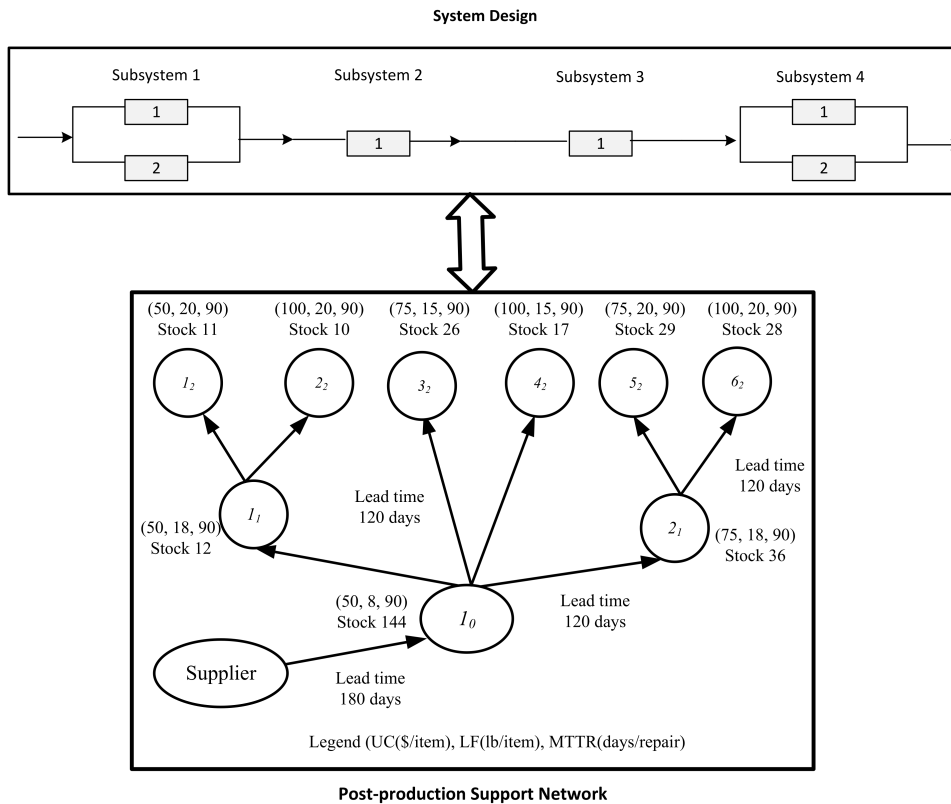 System Design
Subsystem 1
Subsystem 2
Subsystem 3
Subsystem 4
1
2
1
1
1
2
(50, 20, 90)
Stock 11
(100, 20, 90)
Stock 10
(75, 15, 90)
Stock 26
(100, 15, 90)
Stock 17
(75, 20, 90)
Stock 29
(100, 20, 90)
Stock 28
1₂
2₂
3₂
4₂
5₂
6₂
Lead time
120 days
Lead time
120 days
(50, 18, 90)
Stock 12
1₁
2₁
(75, 18, 90)
Stock 36
(50, 8, 90)
Stock 144
1₀
Lead time
120 days
Supplier
Lead time
180 days
Legend (UC($/item), LF(lb/item), MTTR(days/repair)
Post-production Support Network